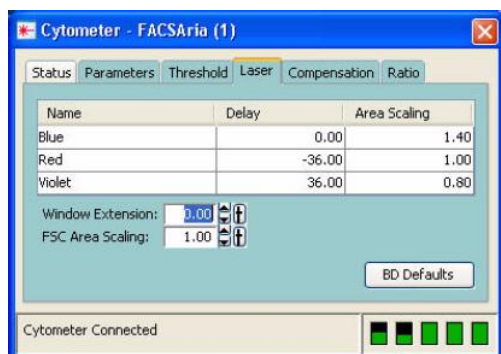 Cytometer - FACSAria (1)
Status Parameters Threshold Laser Compensation Ratio
Name Delay Area Scaling
Blue 0.00 1.40
Red -36.00 1.00
Violet 36.00 0.80
Window Extension: 0.00
FSC Area Scaling: 1.00
BD Defaults
Cytometer Connected